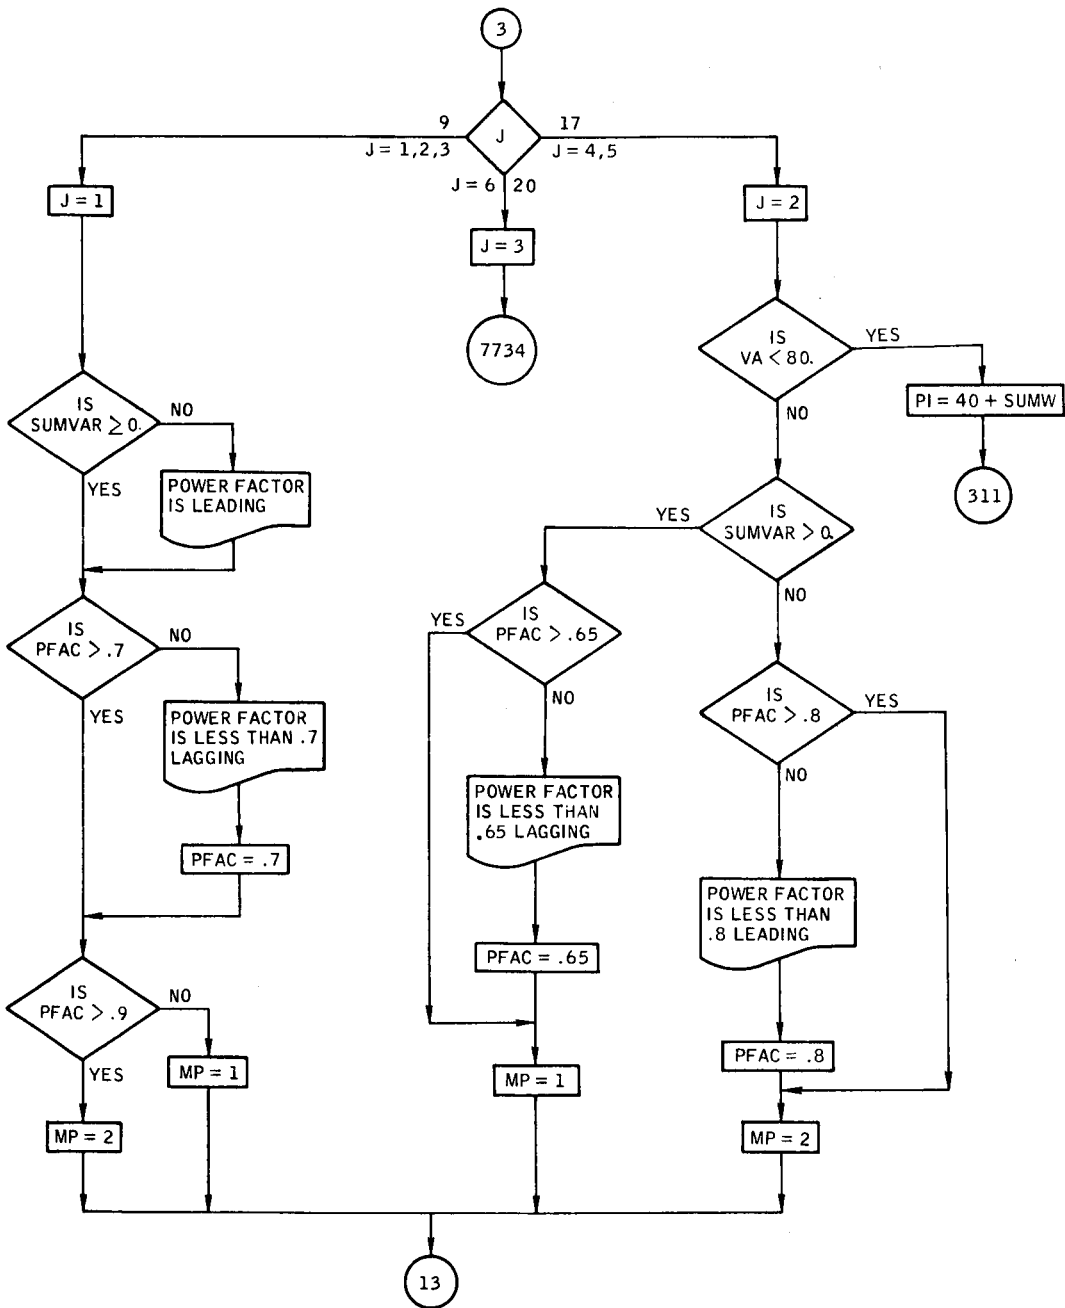 3
9
17
J
J = 1,2,3
J = 4,5
J = 6
20
J = 1
J = 2
J = 3
7734
IS
VA < 80.
YES
NO
PI = 40 + SUMW
311
IS
SUMVAR ≥ 0.
NO
YES
POWER FACTOR
IS LEADING
IS
SUMVAR > 0.
YES
NO
IS
PFAC > .7
NO
YES
POWER FACTOR
IS LESS THAN .7
LAGGING
PFAC = .7
IS
PFAC > .65
YES
NO
POWER FACTOR
IS LESS THAN
.65 LAGGING
PFAC = .65
IS
PFAC > .8
YES
NO
POWER FACTOR
IS LESS THAN
.8 LEADING
PFAC = .8
IS
PFAC > .9
NO
YES
MP = 1
MP = 2
MP = 1
MP = 2
13